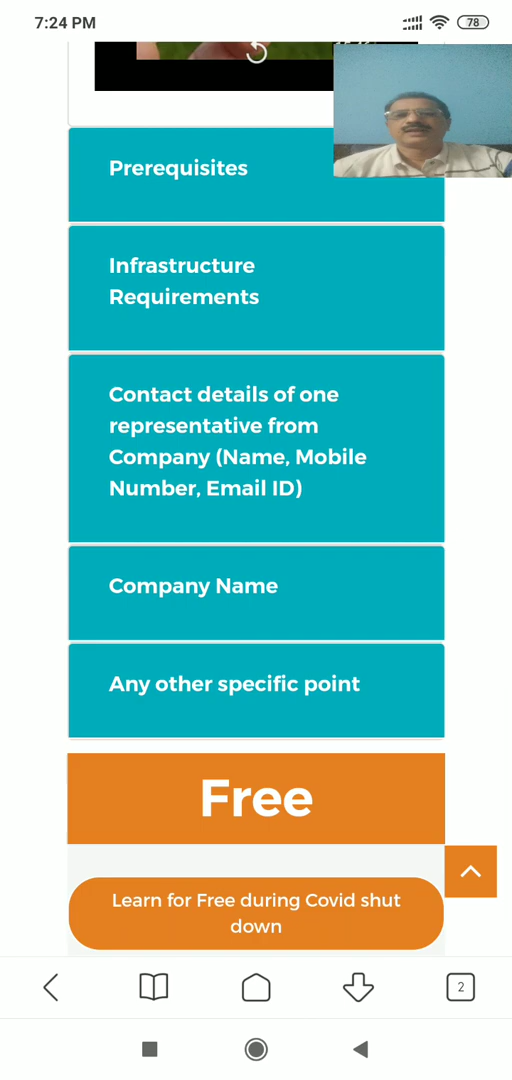 7:24 PM
78
Prerequisites
Infrastructure
Requirements
Contact details of one
representative from
Company (Name, Mobile
Number, Email ID)
Company Name
Any other specific point
Free
Learn for Free during Covid shut
down
2